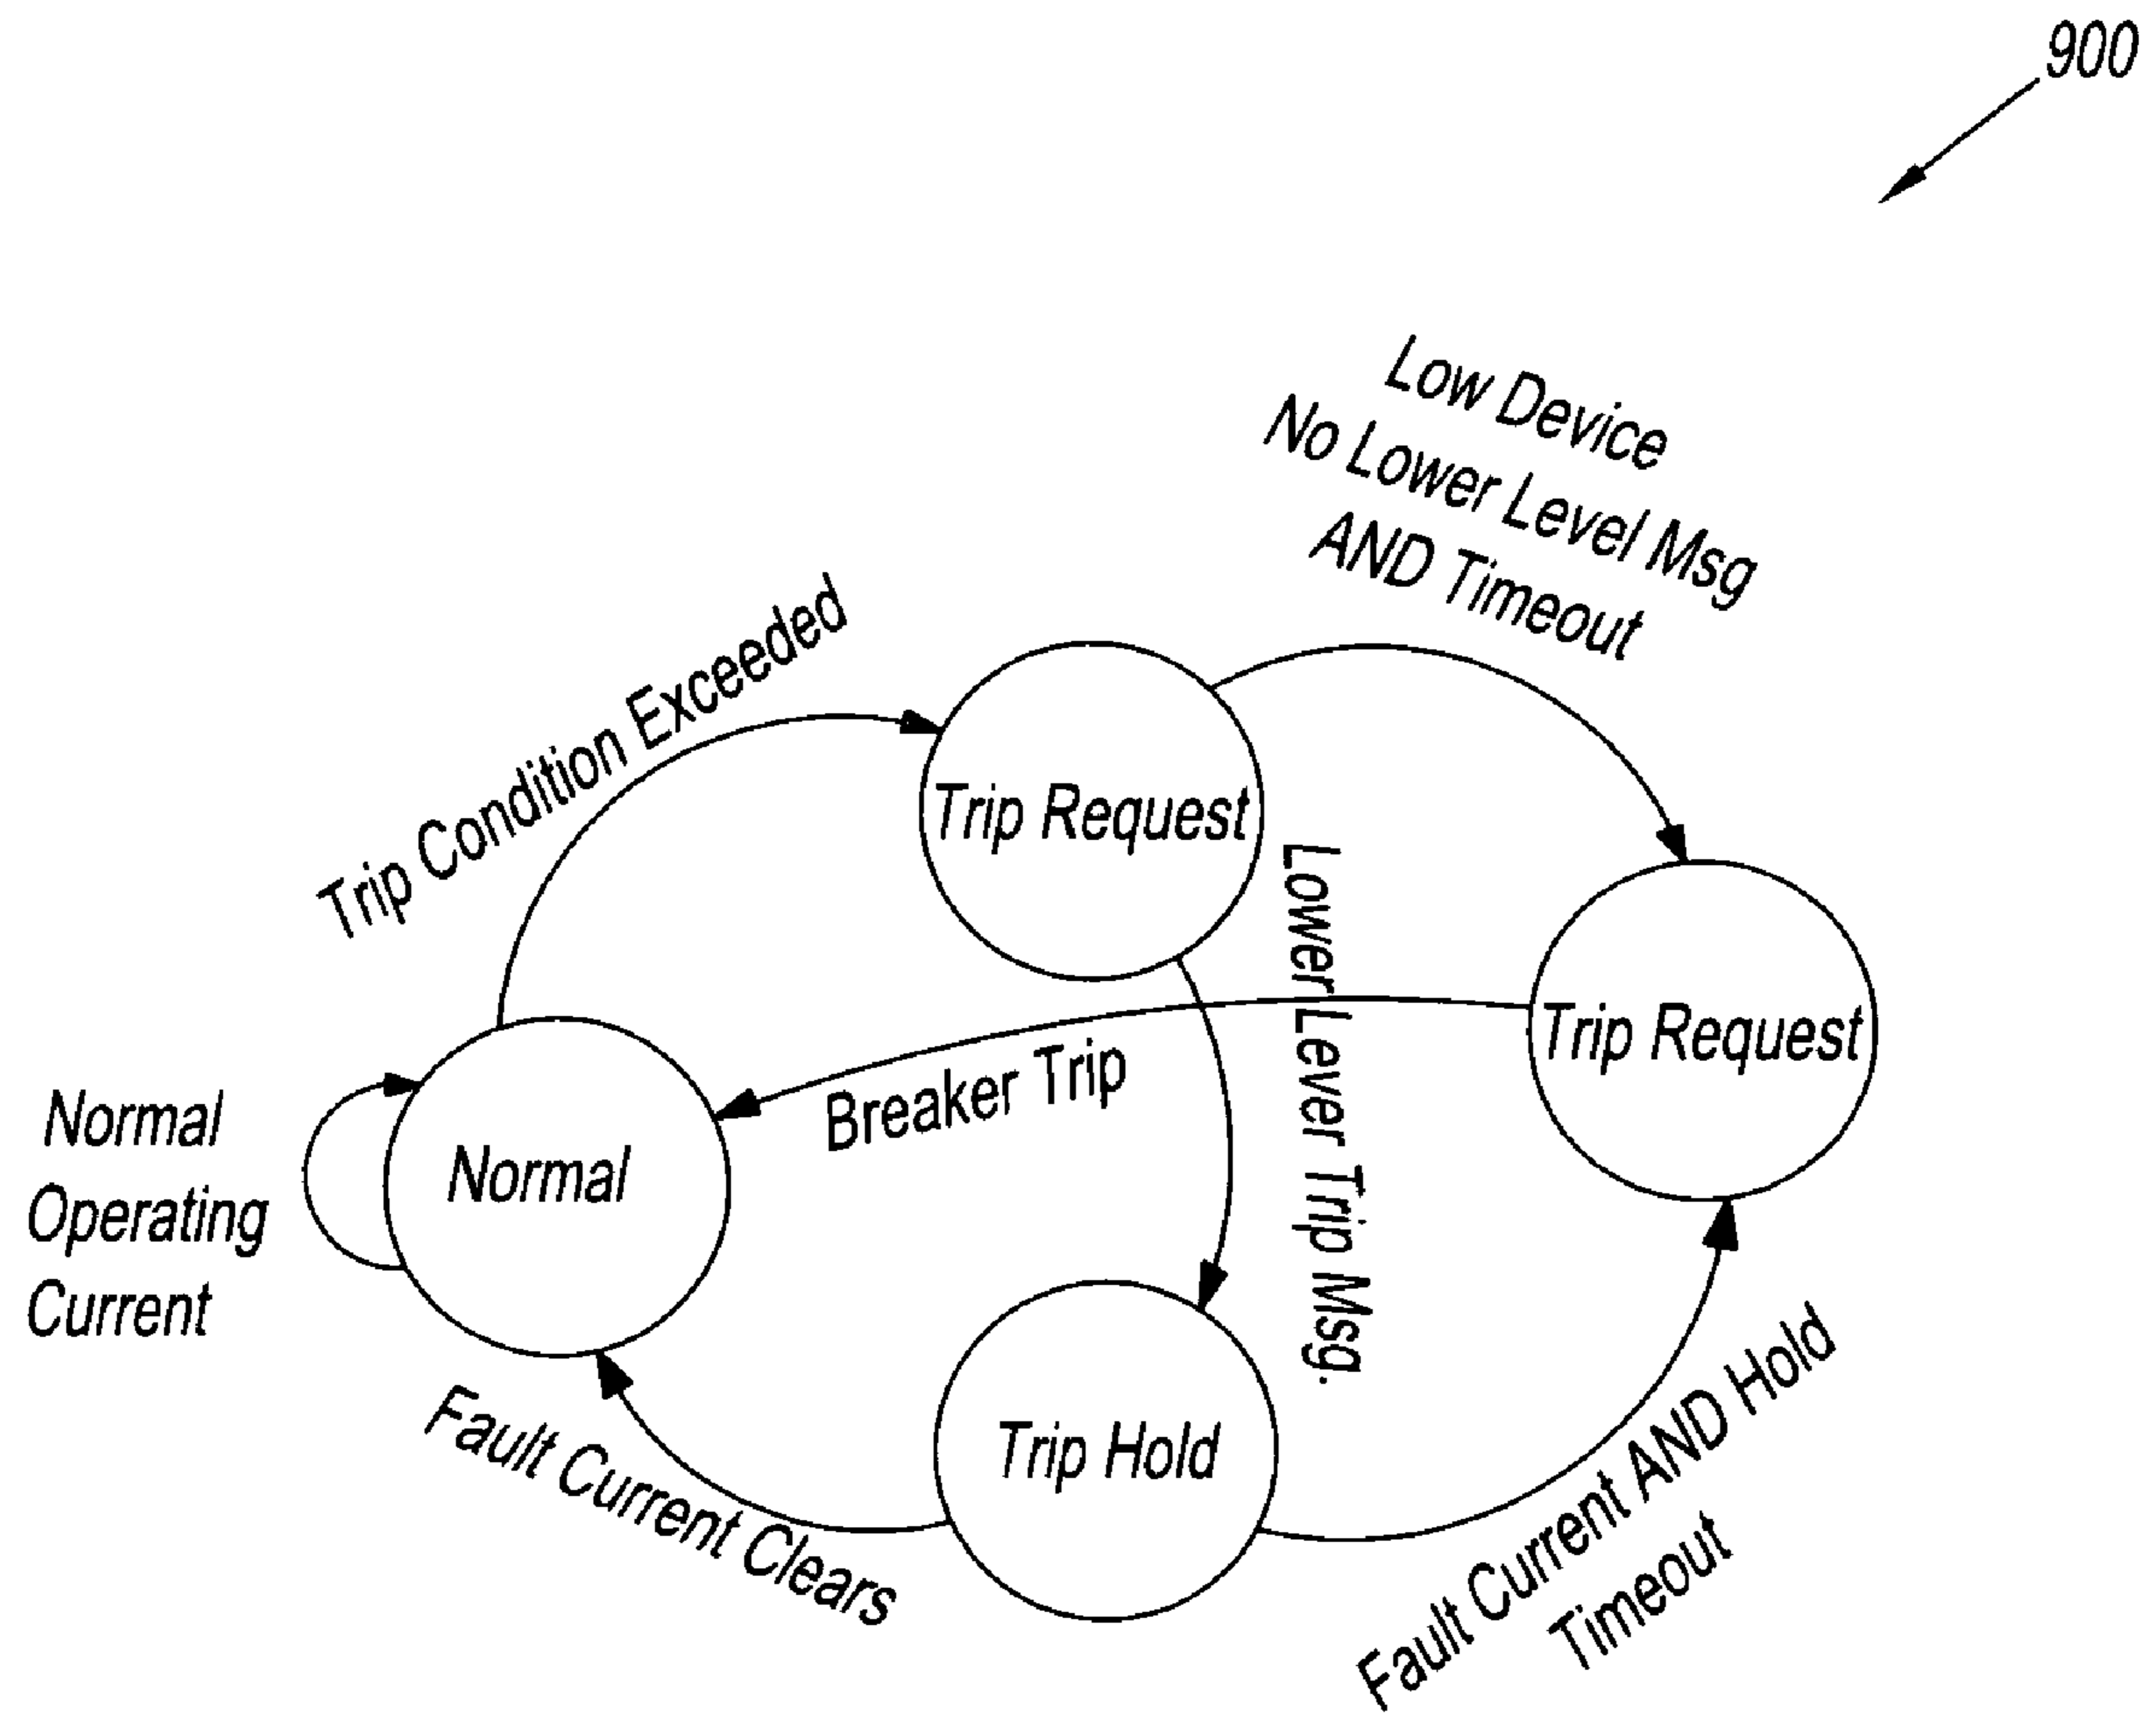 900
Low Device
No Lower Level Msg
AND Timeout
Trip Condition Exceeded
Trip Request
Lower Lever Trip Msg.
Trip Request
Breaker Trip
Normal
Operating
Current
Normal
Trip Hold
Fault Current Clears
Fault Current AND Hold
Timeout